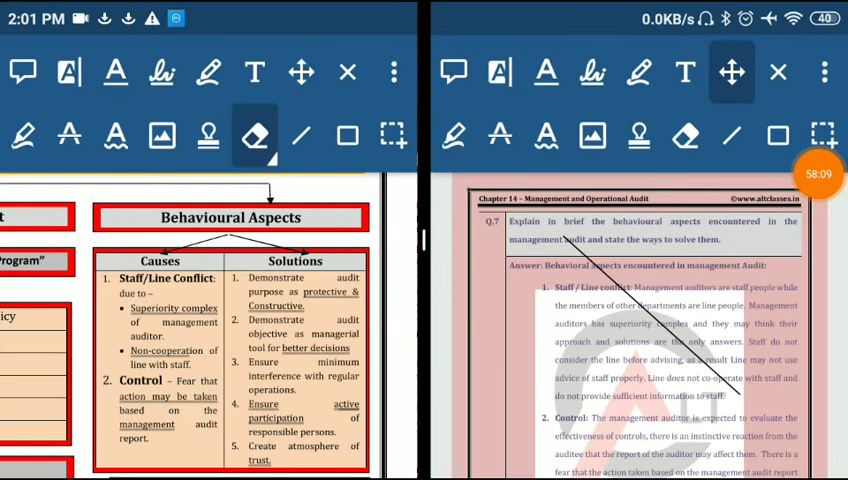 2:01 PM
0.0KB/s
40
58:09
t
Program"
icy
Behavioural Aspects
Causes
1. Staff/Line Conflict:
due to –
• Superiority complex
of management
auditor.
• Non-cooperation of
line with staff.
2. Control – Fear that
action may be taken
based on the
management audit
report.
Solutions
1. Demonstrate audit
purpose as protective &
Constructive.
2. Demonstrate audit
objective as managerial
tool for better decisions
3. Ensure minimum
interference with regular
operations.
4. Ensure active
participation of
responsible persons.
5. Create atmosphere of
trust.
Chapter 14 – Management and Operational Audit ©www.altclasses.in
Q.7 Explain in brief the behavioural aspects encountered in the
management audit and state the ways to solve them.
Answer: Behavioral aspects encountered in management Audit:
1. Staff / Line conflict: Management auditors are staff people while
the members of other departments are line people. Management
auditors has superiority complex and they may think their
approach and solutions are the only answers. Staff do not
consider the line before advising, as a result Line may not use
advice of staff properly. Line does not co-operate with staff and
do not provide sufficient information to staff.
2. Control: The management auditor is expected to evaluate the
effectiveness of controls, there is an instinctive reaction from the
auditee that the report of the auditor may affect them. There is a
fear that the action taken based on the management audit report